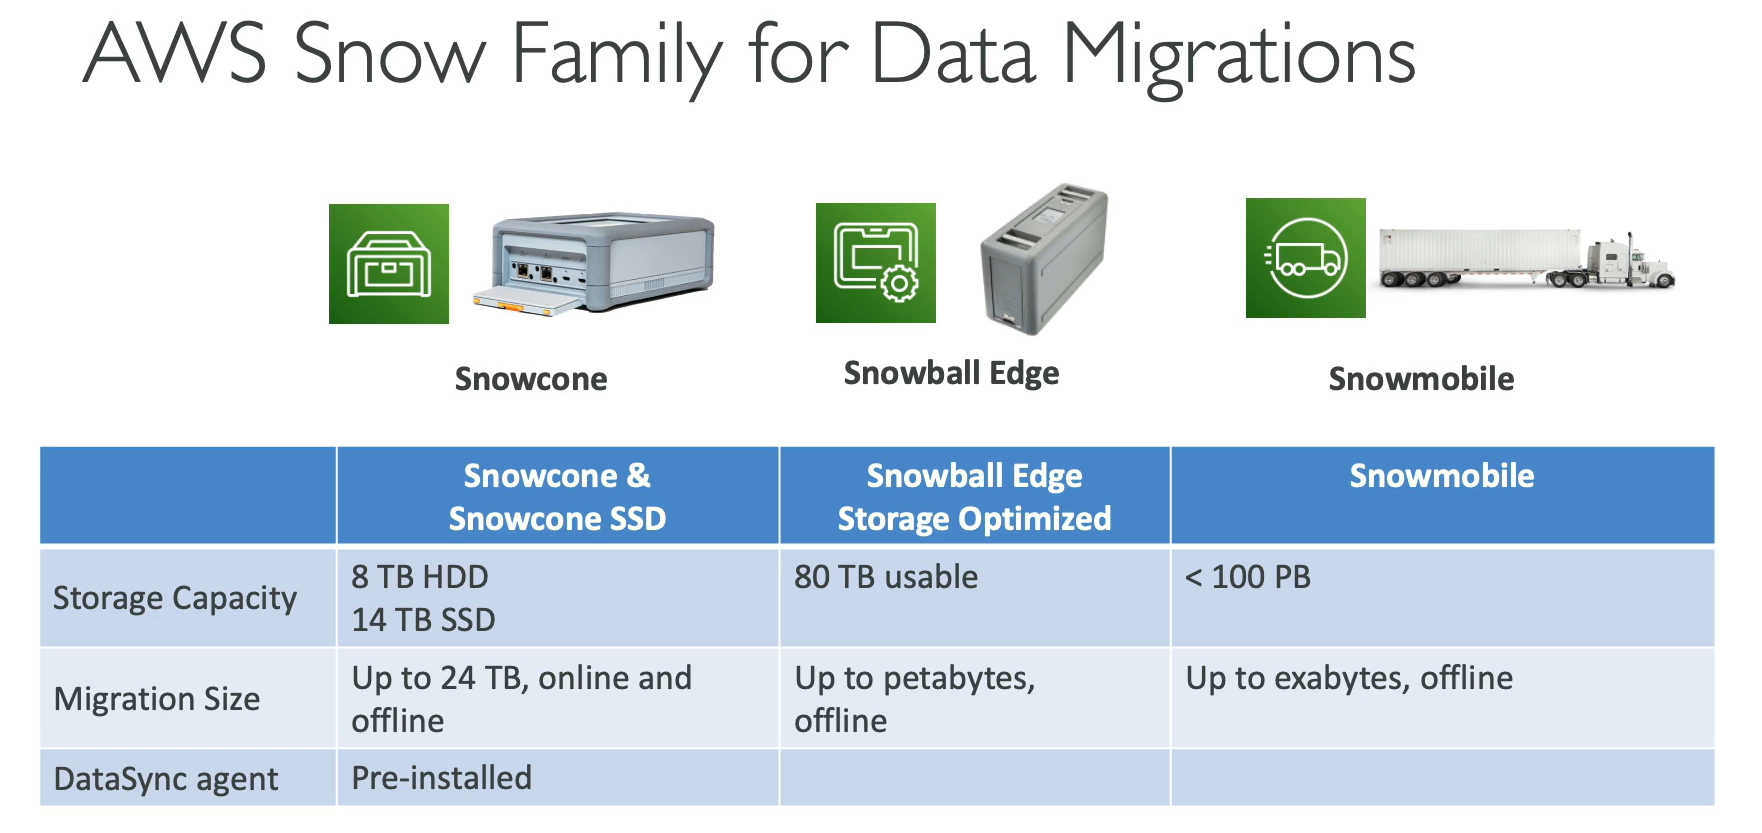 AWS Snow Family for Data Migrations
Snowcone
Snowball Edge
Snowmobile
Snowcone &
Snowcone SSD
Snowball Edge
Storage Optimized
Snowmobile
Storage Capacity
8 TB HDD
14 TB SSD
80 TB usable
< 100 PB
Migration Size
Up to 24 TB, online and
offline
Up to petabytes,
offline
Up to exabytes, offline
DataSync agent
Pre-installed